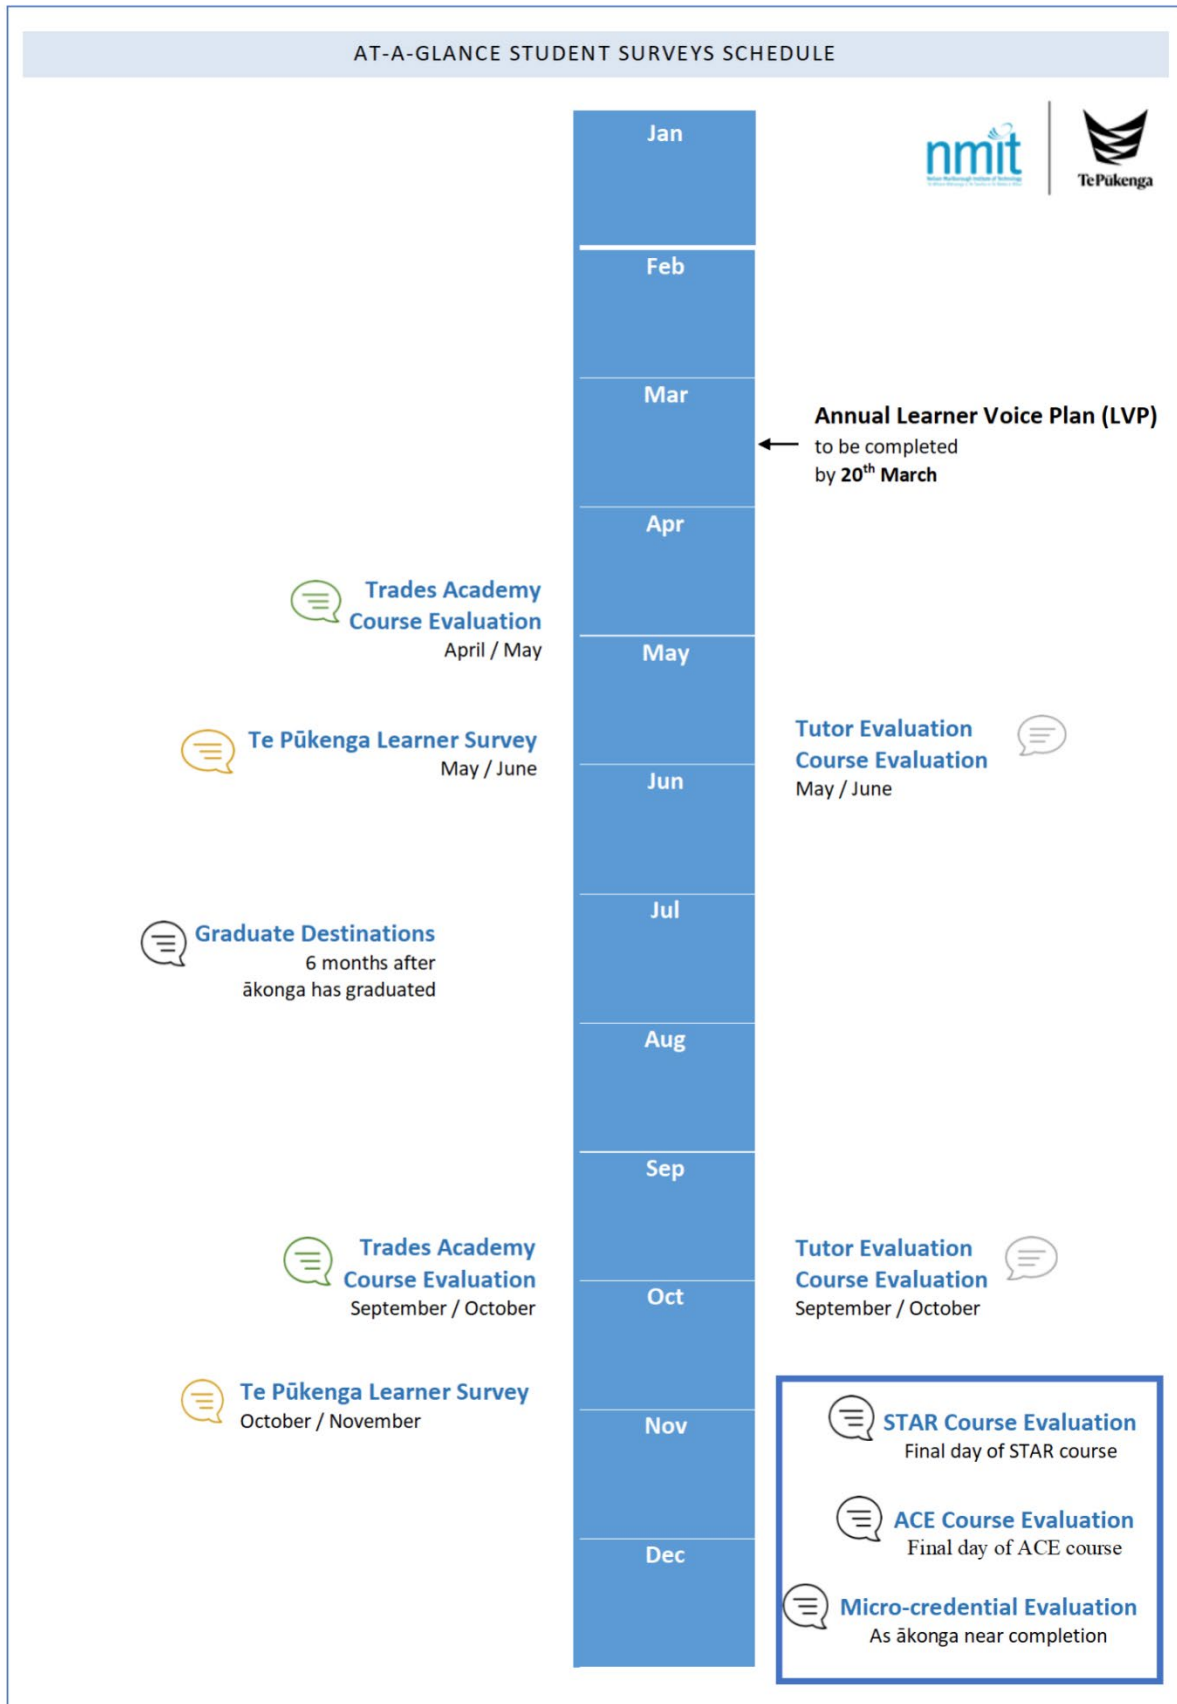 AT-A-GLANCE STUDENT SURVEYS SCHEDULE
nmit
Te Pūkenga
Jan
Feb
Mar
Annual Learner Voice Plan (LVP)
to be completed
by 20th March
Apr
Trades Academy
Course Evaluation
April / May
May
Te Pūkenga Learner Survey
May / June
Tutor Evaluation
Course Evaluation
May / June
Jun
Jul
Graduate Destinations
6 months after
ākonga has graduated
Aug
Sep
Trades Academy
Course Evaluation
September / October
Tutor Evaluation
Course Evaluation
September / October
Oct
Te Pūkenga Learner Survey
October / November
Nov
STAR Course Evaluation
Final day of STAR course
ACE Course Evaluation
Final day of ACE course
Dec
Micro-credential Evaluation
As ākonga near completion